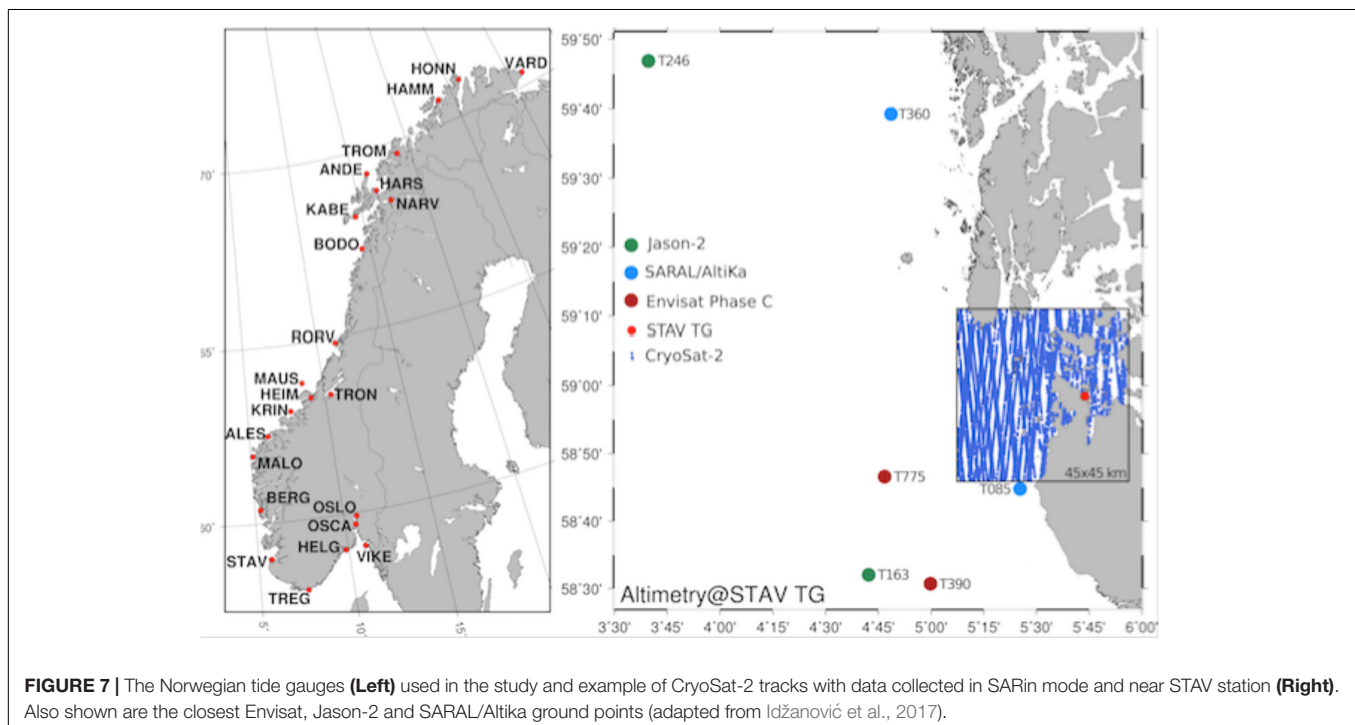 HONN
VARD
HAMM
TROM
ANDE
HARS
KABE
NARV
BODO
RORV
MAUS
HEIM
TRON
KRIN
ALES
MALO
BERG
OSLO
OSCA
HELG
VIKE
STAV
TREG
70°
65°
60°
5°
10°
15°
59°50'
59°40'
59°30'
59°20'
59°10'
59°00'
58°50'
58°40'
58°30'
T246
T360
Jason-2
SARAL/AltiKa
Envisat Phase C
STAV TG
CryoSat-2
45x45 km
T775
T085
T163
T390
Altimetry@STAV TG
3°30' 3°45' 4°00' 4°15' 4°30' 4°45' 5°00' 5°15' 5°30' 5°45' 6°00'
FIGURE 7 | The Norwegian tide gauges (Left) used in the study and example of CryoSat-2 tracks with data collected in SARin mode and near STAV station (Right).
Also shown are the closest Envisat, Jason-2 and SARAL/Altika ground points (adapted from Idžanović et al., 2017).